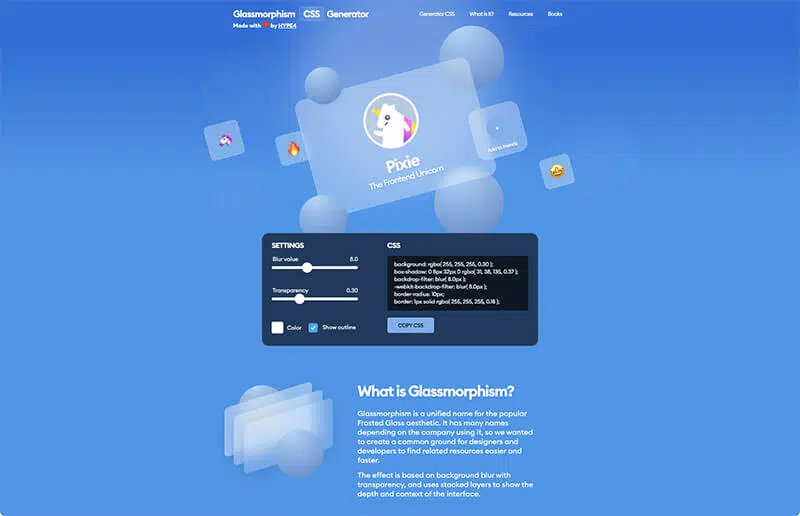 Glassmorphism CSS Generator
Made with ❤️ by HYPE4
Generator CSS What is it? Resources Books
Pixie
The Frontend Unicorn
+
Add to friends
SETTINGS
Blur value 8.0
Transparency 0.30
Color Show outline
CSS
background: rgba( 255, 255, 255, 0.30 );
box-shadow: 0 8px 32px 0 rgba( 31, 38, 135, 0.37 );
backdrop-filter: blur( 8.0px );
-webkit-backdrop-filter: blur( 8.0px );
border-radius: 10px;
border: 1px solid rgba( 255, 255, 255, 0.18 );
COPY CSS
What is Glassmorphism?
Glassmorphism is a unified name for the popular
Frosted Glass aesthetic. It has many names
depending on the company using it, so we wanted
to create a common ground for designers and
developers to find related resources easier and
faster.
The effect is based on background blur with
transparency, and uses stacked layers to show the
depth and context of the interface.